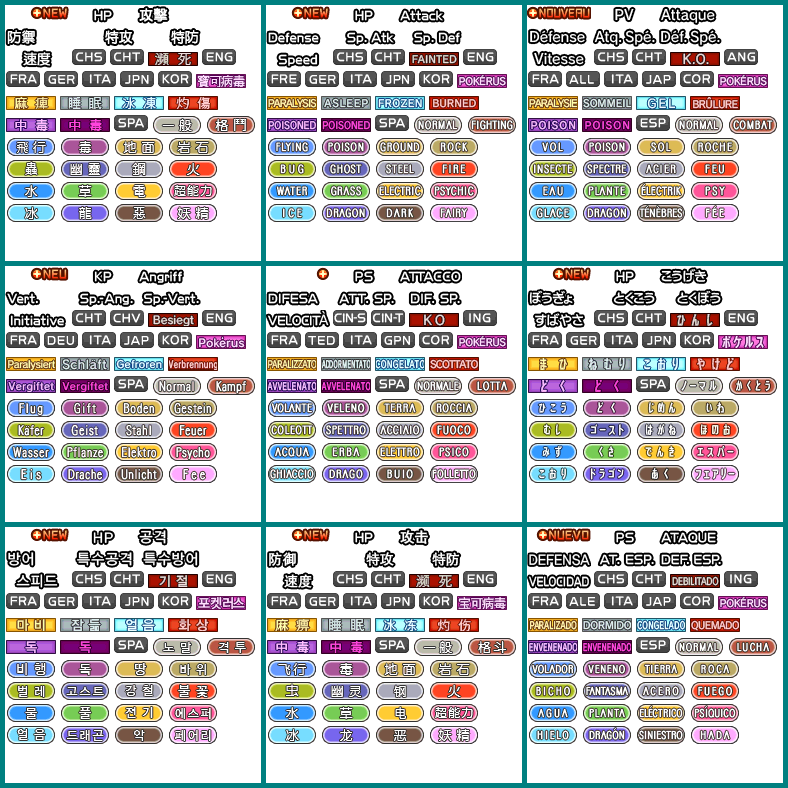 NEW HP 攻擊
防禦 特攻 特防
速度 CHS CHT 瀕死 ENG
FRA GER ITA JPN KOR 寶可病毒
麻痺 睡眠 冰凍 灼傷
中毒 中毒 SPA 一般 格鬥
飛行 毒 地面 岩石
蟲 幽靈 鋼 火
水 草 電 超能力
冰 龍 惡 妖精
NEW HP Attack
Defense Sp. Atk Sp. Def
Speed CHS CHT FAINTED ENG
FRE GER ITA JPN KOR POKÉRUS
PARALYSIS ASLEEP FROZEN BURNED
POISONED POISONED SPA NORMAL FIGHTING
FLYING POISON GROUND ROCK
BUG GHOST STEEL FIRE
WATER GRASS ELECTRIC PSYCHIC
ICE DRAGON DARK FAIRY
NOUVEAU PV Attaque
Défense Atq. Spé. Déf. Spé.
Vitesse CHS CHT K.O. ANG
FRA ALL ITA JAP COR POKÉRUS
PARALYSIE SOMMEIL GEL BRÛLURE
POISON POISON ESP NORMAL COMBAT
VOL POISON SOL ROCHE
INSECTE SPECTRE ACIER FEU
EAU PLANTE ÉLECTRIK PSY
GLACE DRAGON TÉNÈBRES FÉE
NEU KP Angriff
Vert. Sp.-Ang. Sp.-Vert.
Initiative CHT CHV Besiegt ENG
FRA DEU ITA JAP KOR Pokérus
Paralysiert Schläft Gefroren Verbrennung
Vergiftet Vergiftet SPA Normal Kampf
Flug Gift Boden Gestein
Käfer Geist Stahl Feuer
Wasser Pflanze Elektro Psycho
Eis Drache Unlicht Fee
PS ATTACCO
DIFESA ATT. SP. DIF. SP.
VELOCITÀ CIN-S CIN-T KO ING
FRA TED ITA GPN COR POKÉRUS
PARALIZZATO ADDORMENTATO CONGELATO SCOTTATO
AVVELENATO AVVELENATO SPA NORMALE LOTTA
VOLANTE VELENO TERRA ROCCIA
COLEOTT SPETTRO ACCIAIO FUOCO
ACQUA ERBA ELETTRO PSICO
GHIACCIO DRAGO BUIO FOLLETTO
NEW HP こうげき
ぼうぎょ とくこう とくぼう
すばやさ CHS CHT ひんし ENG
FRA GER ITA JPN KOR ポケルス
まひ ねむり こおり やけど
どく どく SPA ノーマル かくとう
ひこう どく じめん いわ
むし ゴースト はがね ほのお
みず くさ でんき エスパー
こおり ドラゴン あく フェアリー
NEW HP 공격
방어 특수공격 특수방어
스피드 CHS CHT 기절 ENG
FRA GER ITA JPN KOR 포켓러스
마비 잠듦 얼음 화상
독 독 SPA 노말 격투
비행 독 땅 바위
벌레 고스트 강철 불꽃
물 풀 전기 에스퍼
얼음 드래곤 악 페어리
NEW HP 攻击
防御 特攻 特防
速度 CHS CHT 濒死 ENG
FRA GER ITA JPN KOR 宝可病毒
麻痹 睡眠 冰冻 灼伤
中毒 中毒 SPA 一般 格斗
飞行 毒 地面 岩石
虫 幽灵 钢 火
水 草 电 超能力
冰 龙 恶 妖精
NUEVO PS ATAQUE
DEFENSA AT. ESP. DEF. ESP.
VELOCIDAD CHS CHT DEBILITADO ING
FRA ALE ITA JAP COR POKÉRUS
PARALIZADO DORMIDO CONGELADO QUEMADO
ENVENENADO ENVENENADO ESP NORMAL LUCHA
VOLADOR VENENO TIERRA ROCA
BICHO FANTASMA ACERO FUEGO
AGUA PLANTA ELÉCTRICO PSÍQUICO
HIELO DRAGÓN SINIESTRO HADA